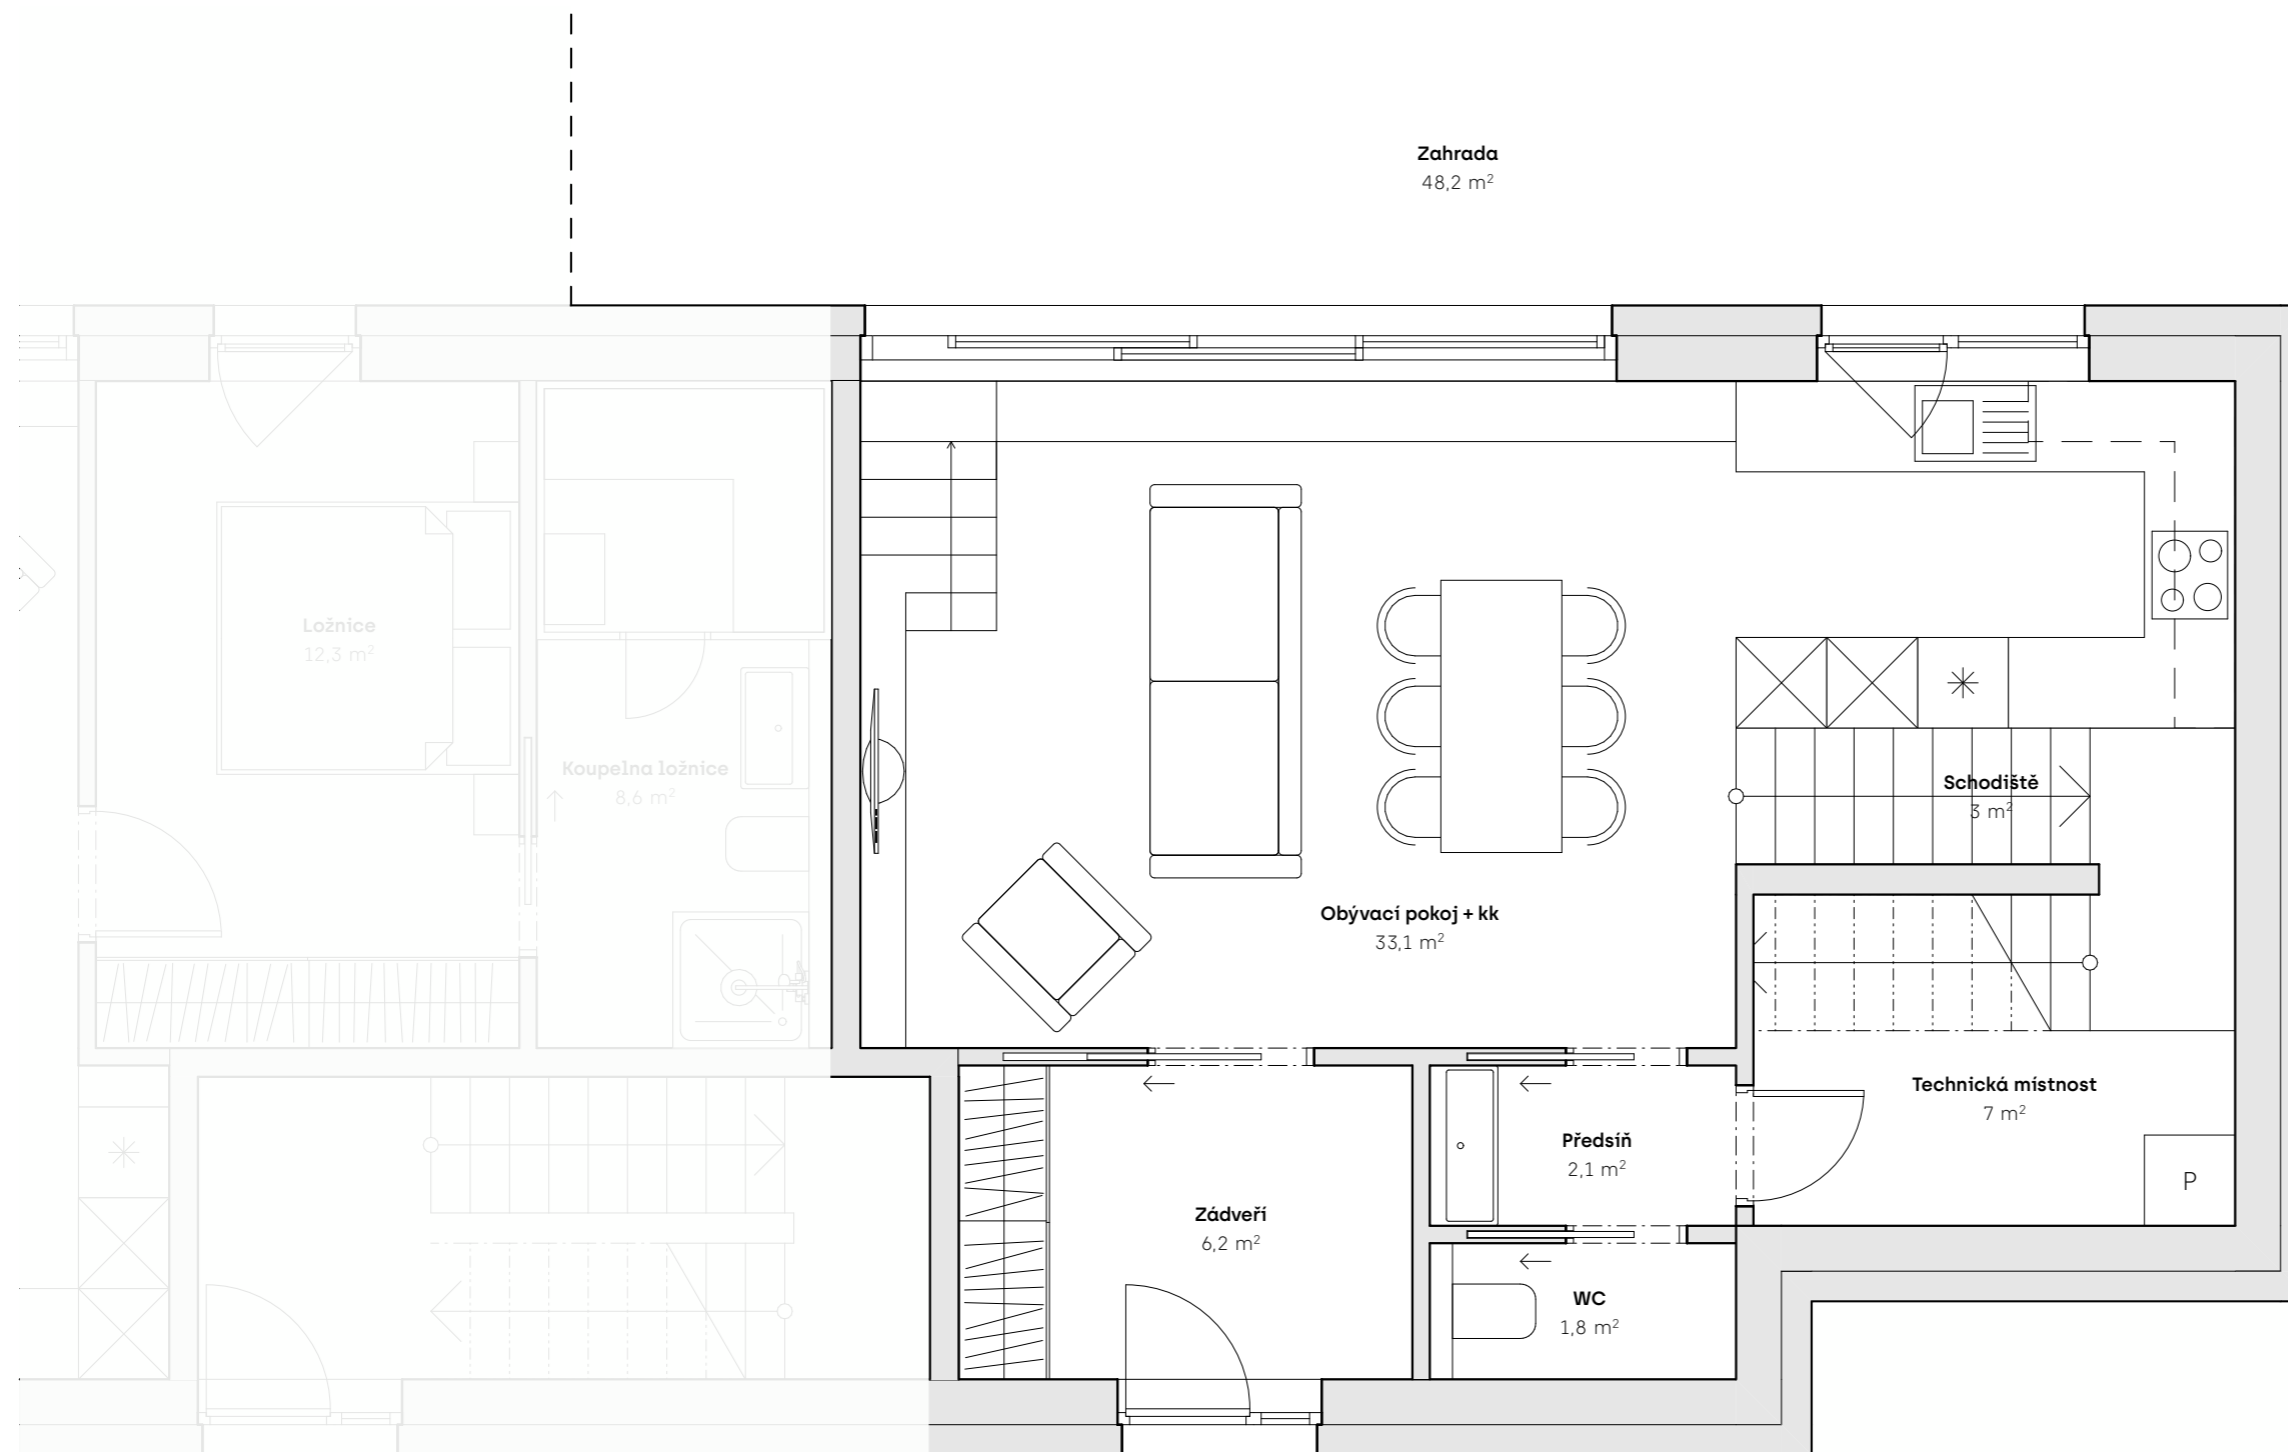 Zahrada
48,2 m²
Ložnice
12,3 m²
Koupelna ložnice
8,6 m²
Schodiště
3 m²
Obývací pokoj + kk
33,1 m²
Technická místnost
7 m²
Předsíň
2,1 m²
P
Zádveří
6,2 m²
WC
1,8 m²